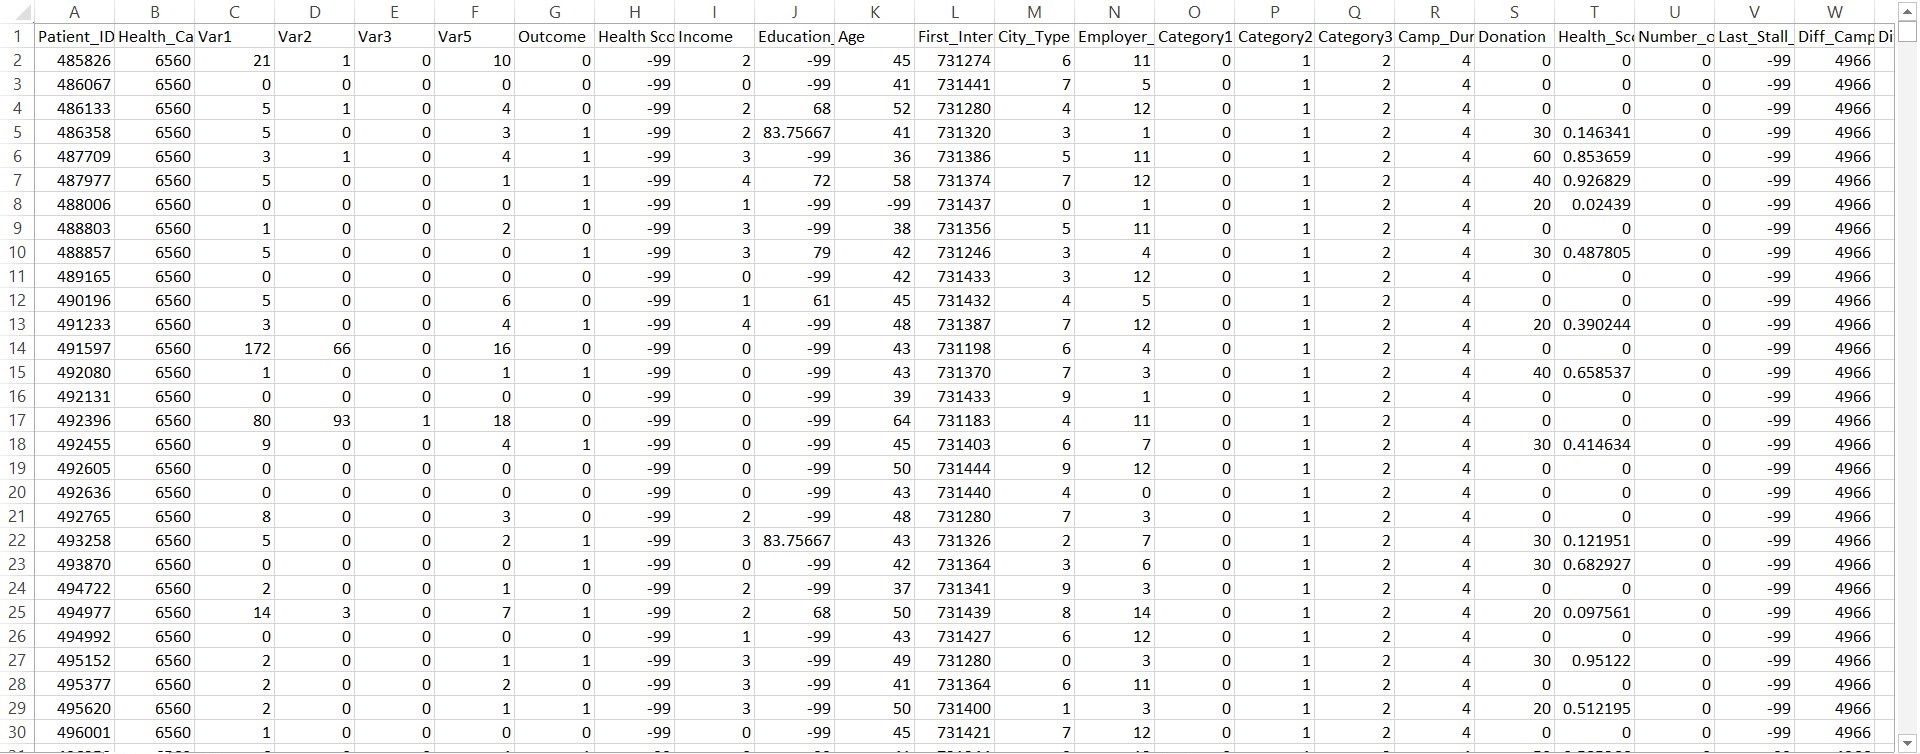 A B C D E F G H I J K L M N O P Q R S T U V W
1 Patient_ID Health_Ca Var1 Var2 Var3 Var5 Outcome Health Sco Income Education_ Age First_Inter City_Type Employer_ Category1 Category2 Category3 Camp_Dur Donation Health_Sco Number_o Last_Stall_ Diff_Camp Di
2 485826 6560 21 1 0 10 0 -99 2 -99 45 731274 6 11 0 1 2 4 0 0 0 -99 4966
3 486067 6560 0 0 0 0 0 -99 0 -99 41 731441 7 5 0 1 2 4 0 0 0 -99 4966
4 486133 6560 5 1 0 4 0 -99 2 68 52 731280 4 12 0 1 2 4 0 0 0 -99 4966
5 486358 6560 5 0 0 3 1 -99 2 83.75667 41 731320 3 1 0 1 2 4 30 0.146341 0 -99 4966
6 487709 6560 3 1 0 4 1 -99 3 -99 36 731386 5 11 0 1 2 4 60 0.853659 0 -99 4966
7 487977 6560 5 0 0 1 1 -99 4 72 58 731374 7 12 0 1 2 4 40 0.926829 0 -99 4966
8 488006 6560 0 0 0 0 1 -99 1 -99 -99 731437 0 1 0 1 2 4 20 0.02439 0 -99 4966
9 488803 6560 1 0 0 2 0 -99 3 -99 38 731356 5 11 0 1 2 4 0 0 0 -99 4966
10 488857 6560 5 0 0 0 1 -99 3 79 42 731246 3 4 0 1 2 4 30 0.487805 0 -99 4966
11 489165 6560 0 0 0 0 0 -99 0 -99 42 731433 3 12 0 1 2 4 0 0 0 -99 4966
12 490196 6560 5 0 0 6 0 -99 1 61 45 731432 4 5 0 1 2 4 0 0 0 -99 4966
13 491233 6560 3 0 0 4 1 -99 4 -99 48 731387 7 12 0 1 2 4 20 0.390244 0 -99 4966
14 491597 6560 172 66 0 16 0 -99 0 -99 43 731198 6 4 0 1 2 4 0 0 0 -99 4966
15 492080 6560 1 0 0 1 1 -99 0 -99 43 731370 7 3 0 1 2 4 40 0.658537 0 -99 4966
16 492131 6560 0 0 0 0 0 -99 0 -99 39 731433 9 1 0 1 2 4 0 0 0 -99 4966
17 492396 6560 80 93 1 18 0 -99 0 -99 64 731183 4 11 0 1 2 4 0 0 0 -99 4966
18 492455 6560 9 0 0 4 1 -99 0 -99 45 731403 6 7 0 1 2 4 30 0.414634 0 -99 4966
19 492605 6560 0 0 0 0 0 -99 0 -99 50 731444 9 12 0 1 2 4 0 0 0 -99 4966
20 492636 6560 0 0 0 0 0 -99 0 -99 43 731440 4 0 0 1 2 4 0 0 0 -99 4966
21 492765 6560 8 0 0 3 0 -99 2 -99 48 731280 7 3 0 1 2 4 0 0 0 -99 4966
22 493258 6560 5 0 0 2 1 -99 3 83.75667 43 731326 2 7 0 1 2 4 30 0.121951 0 -99 4966
23 493870 6560 0 0 0 0 1 -99 0 -99 42 731364 3 6 0 1 2 4 30 0.682927 0 -99 4966
24 494722 6560 2 0 0 1 0 -99 2 -99 37 731341 9 3 0 1 2 4 0 0 0 -99 4966
25 494977 6560 14 3 0 7 1 -99 2 68 50 731439 8 14 0 1 2 4 20 0.097561 0 -99 4966
26 494992 6560 0 0 0 0 0 -99 1 -99 43 731427 6 12 0 1 2 4 0 0 0 -99 4966
27 495152 6560 2 0 0 1 1 -99 3 -99 49 731280 0 3 0 1 2 4 30 0.95122 0 -99 4966
28 495377 6560 2 0 0 2 0 -99 3 -99 41 731364 6 11 0 1 2 4 0 0 0 -99 4966
29 495620 6560 2 0 0 1 1 -99 3 -99 50 731400 1 3 0 1 2 4 20 0.512195 0 -99 4966
30 496001 6560 1 0 0 0 0 -99 0 -99 45 731421 7 12 0 1 2 4 0 0 0 -99 4966